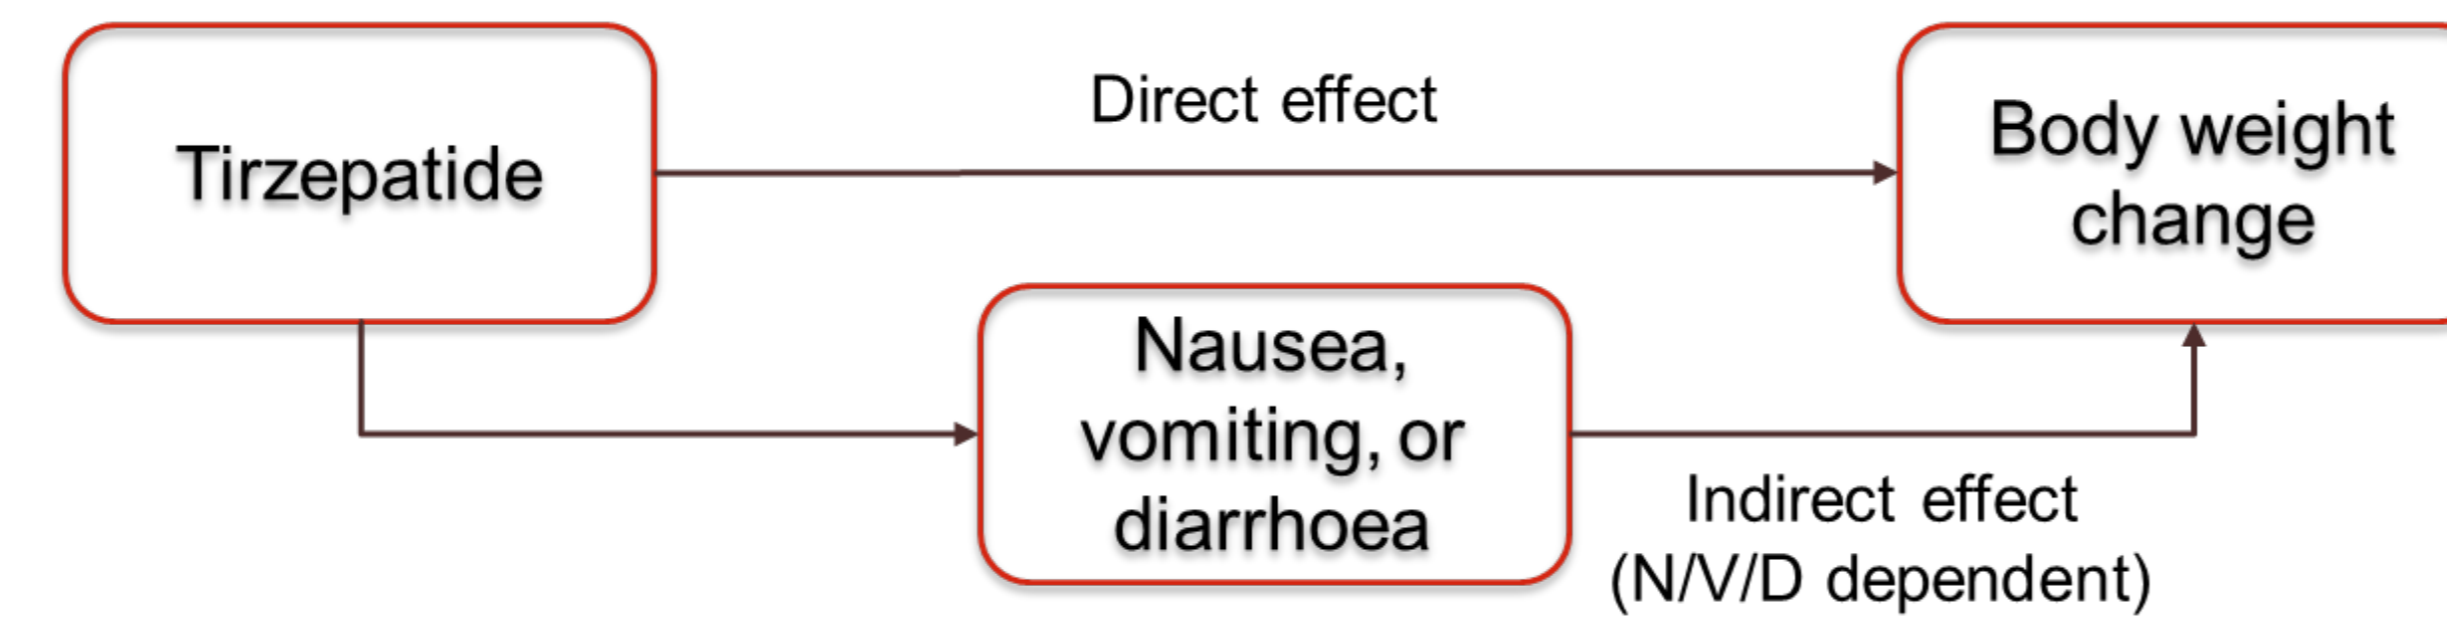 Tirzepatide
Direct effect
Body weight
change
Nausea,
vomiting, or
diarrhoea
Indirect effect
(N/V/D dependent)